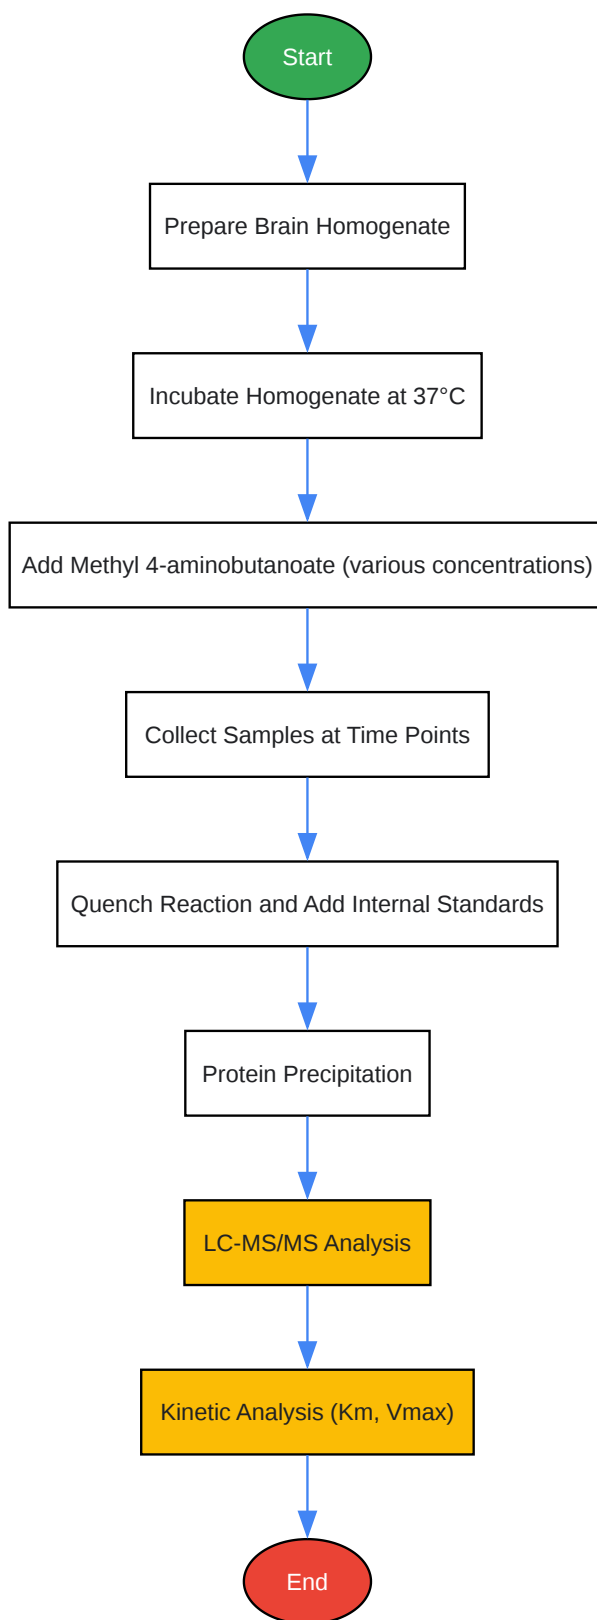 Start
Prepare Brain Homogenate
Incubate Homogenate at 37°C
Add Methyl 4-aminobutanoate (various concentrations)
Collect Samples at Time Points
Quench Reaction and Add Internal Standards
Protein Precipitation
LC-MS/MS Analysis
Kinetic Analysis (Km, Vmax)
End